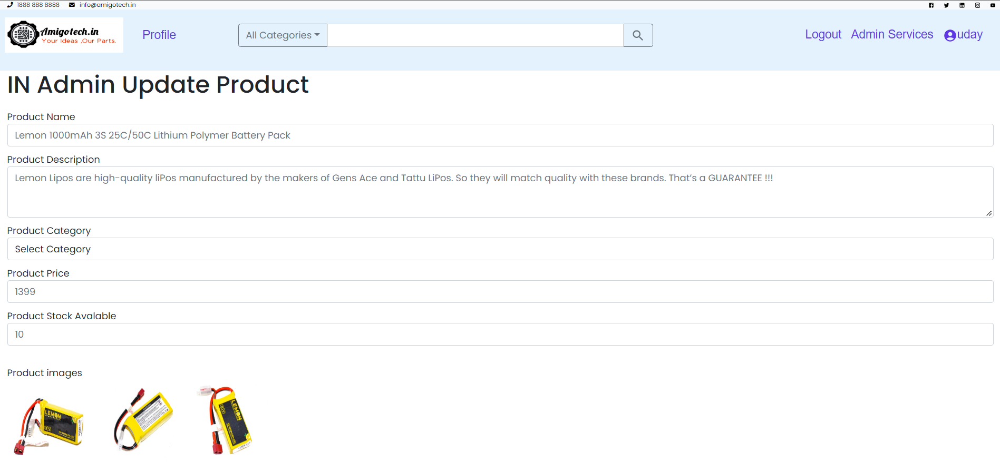 1888 888 8888 info@amigotech.in
Amigotech.in
Your Ideas ,Our Parts.
Profile
All Categories
Logout Admin Services uday
IN Admin Update Product
Product Name
Lemon 1000mAh 3S 25C/50C Lithium Polymer Battery Pack
Product Description
Lemon Lipos are high-quality liPos manufactured by the makers of Gens Ace and Tattu LiPos. So they will match quality with these brands. That’s a GUARANTEE !!!
Product Category
Select Category
Product Price
1399
Product Stock Avalable
10
Product images
LEMON
LEMON